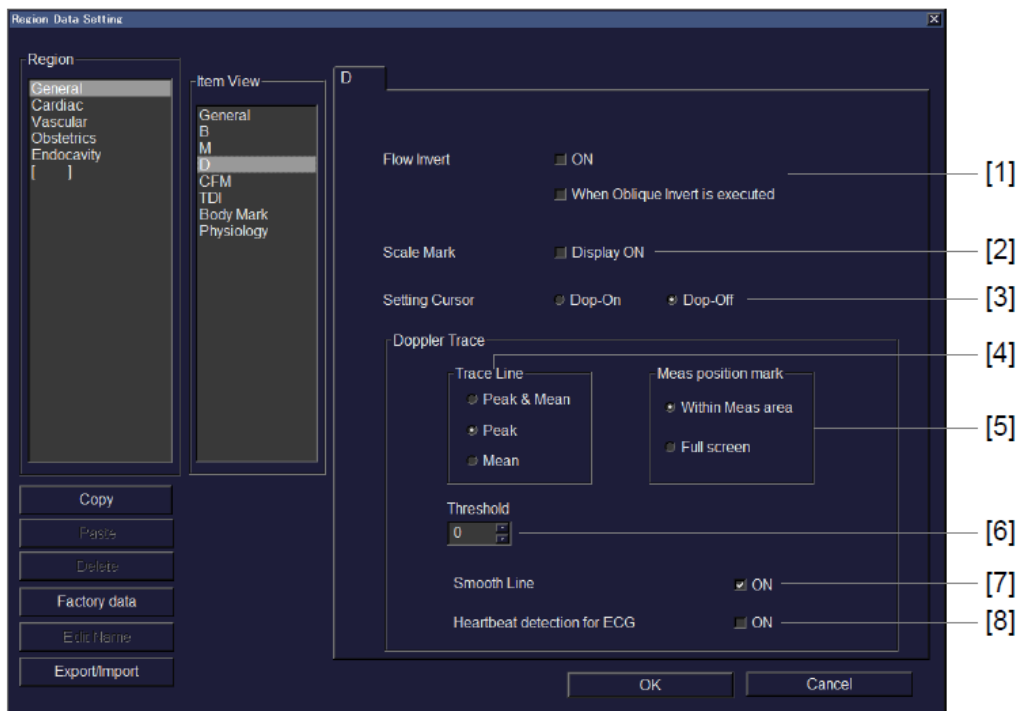 Region Data Setting
Region
General
Cardiac
Vascular
Obstetrics
Endocavity
[ ]
Item View
General
B
M
D
CFM
TDI
Body Mark
Physiology
D
Flow Invert ON [1]
When Oblique Invert is executed
Scale Mark Display ON [2]
Setting Cursor Dop-On Dop-Off [3]
Doppler Trace
[4]
Trace Line Meas position mark
Peak & Mean
Within Meas area
Peak [5]
Full screen
Mean
Threshold
0 [6]
Smooth Line ON [7]
Heartbeat detection for ECG ON [8]
Copy
Paste
Delete
Factory data
Edit Name
Export/Import
OK Cancel